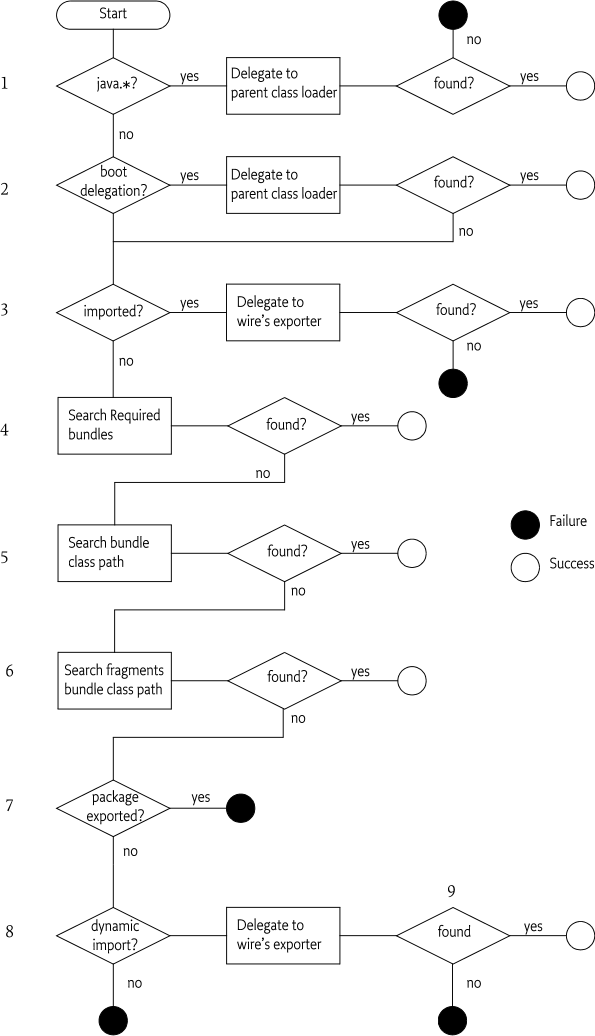 Start
no
1
java.*?
yes
Delegate to
parent class loader
found?
yes
no
2
boot
delegation?
yes
Delegate to
parent class loader
found?
yes
no
3
imported?
yes
Delegate to
wire's exporter
found?
yes
no
no
4
Search Required
bundles
found?
yes
no
5
Search bundle
class path
found?
yes
no
Failure
Success
6
Search fragments
bundle class path
found?
yes
no
7
package
exported?
yes
no
9
8
dynamic
import?
Delegate to
wire's exporter
found
yes
no
no